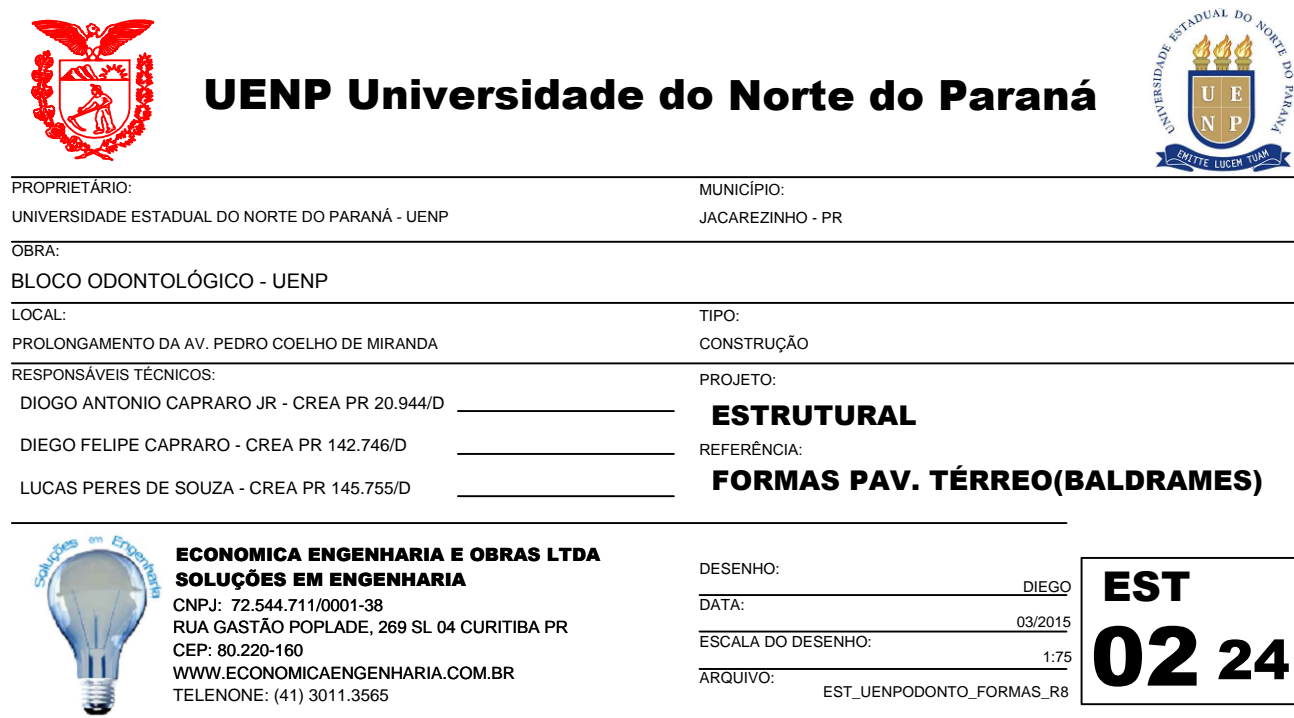 UENP Universidade do Norte do Paraná
UNIVERSIDADE ESTADUAL DO NORTE DO PARANÁ
U E
N P
EMITTE LUCEM TUAM
PROPRIETÁRIO:
UNIVERSIDADE ESTADUAL DO NORTE DO PARANÁ - UENP
MUNICÍPIO:
JACAREZINHO - PR
OBRA:
BLOCO ODONTOLÓGICO - UENP
LOCAL:
PROLONGAMENTO DA AV. PEDRO COELHO DE MIRANDA
TIPO:
CONSTRUÇÃO
RESPONSÁVEIS TÉCNICOS:
DIOGO ANTONIO CAPRARO JR - CREA PR 20.944/D
DIEGO FELIPE CAPRARO - CREA PR 142.746/D
LUCAS PERES DE SOUZA - CREA PR 145.755/D
PROJETO:
ESTRUTURAL
REFERÊNCIA:
FORMAS PAV. TÉRREO(BALDRAMES)
Soluções em Engenharia
ECONOMICA ENGENHARIA E OBRAS LTDA
SOLUÇÕES EM ENGENHARIA
CNPJ: 72.544.711/0001-38
RUA GASTÃO POPLADE, 269 SL 04 CURITIBA PR
CEP: 80.220-160
WWW.ECONOMICAENGENHARIA.COM.BR
TELENONE: (41) 3011.3565
DESENHO:
DIEGO
DATA:
03/2015
ESCALA DO DESENHO:
1:75
ARQUIVO:
EST_UENPODONTO_FORMAS_R8
EST
02 24